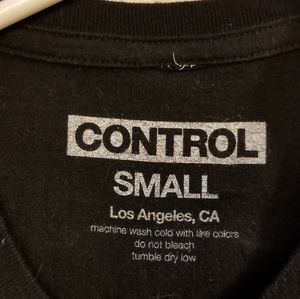 CONTROL
SMALL
Los Angeles, CA
machine wash cold with like colors
do not bleach
tumble dry low